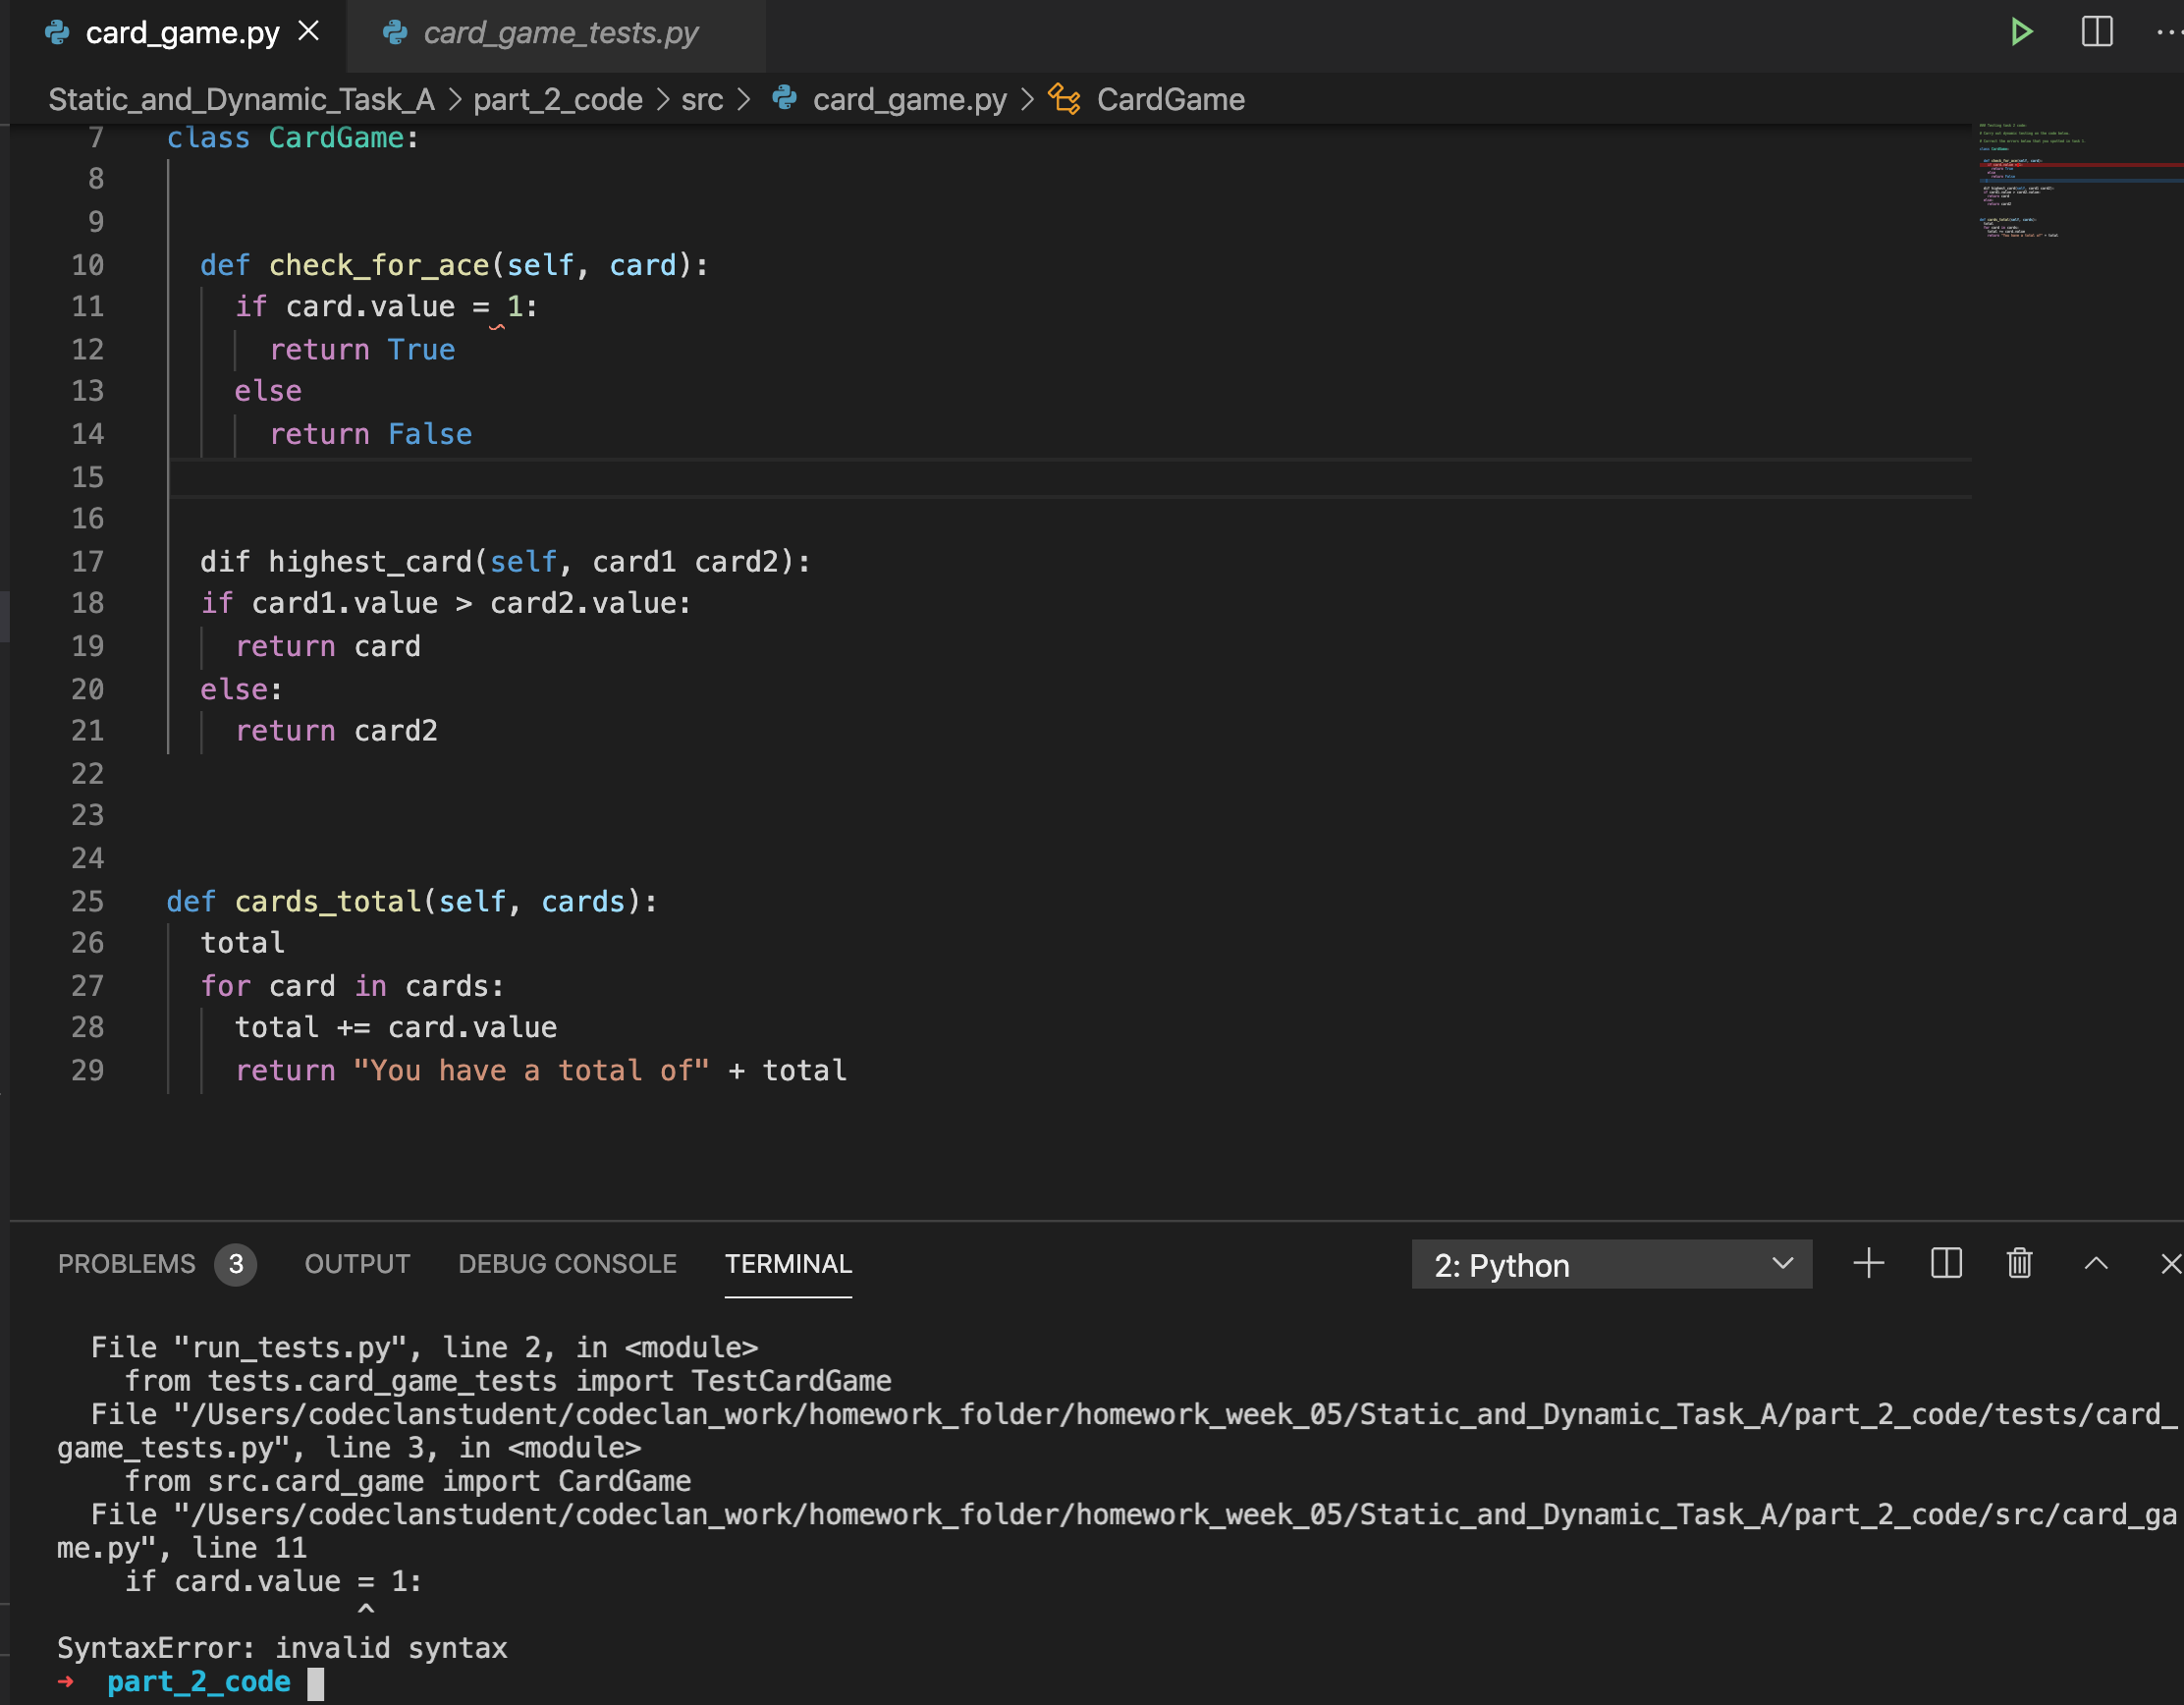 card_game.py
card_game_tests.py
Static_and_Dynamic_Task_A > part_2_code > src > card_game.py > CardGame
7 class CardGame:
8
9
10 def check_for_ace(self, card):
11 if card.value = 1:
12 return True
13 else
14 return False
15
16
17 dif highest_card(self, card1 card2):
18 if card1.value > card2.value:
19 return card
20 else:
21 return card2
22
23
24
25 def cards_total(self, cards):
26 total
27 for card in cards:
28 total += card.value
29 return "You have a total of" + total
PROBLEMS 3 OUTPUT DEBUG CONSOLE TERMINAL 2: Python
File "run_tests.py", line 2, in <module>
from tests.card_game_tests import TestCardGame
File "/Users/codeclanstudent/codeclan_work/homework_folder/homework_week_05/Static_and_Dynamic_Task_A/part_2_code/tests/card_
game_tests.py", line 3, in <module>
from src.card_game import CardGame
File "/Users/codeclanstudent/codeclan_work/homework_folder/homework_week_05/Static_and_Dynamic_Task_A/part_2_code/src/card_ga
me.py", line 11
if card.value = 1:
^
SyntaxError: invalid syntax
➜ part_2_code